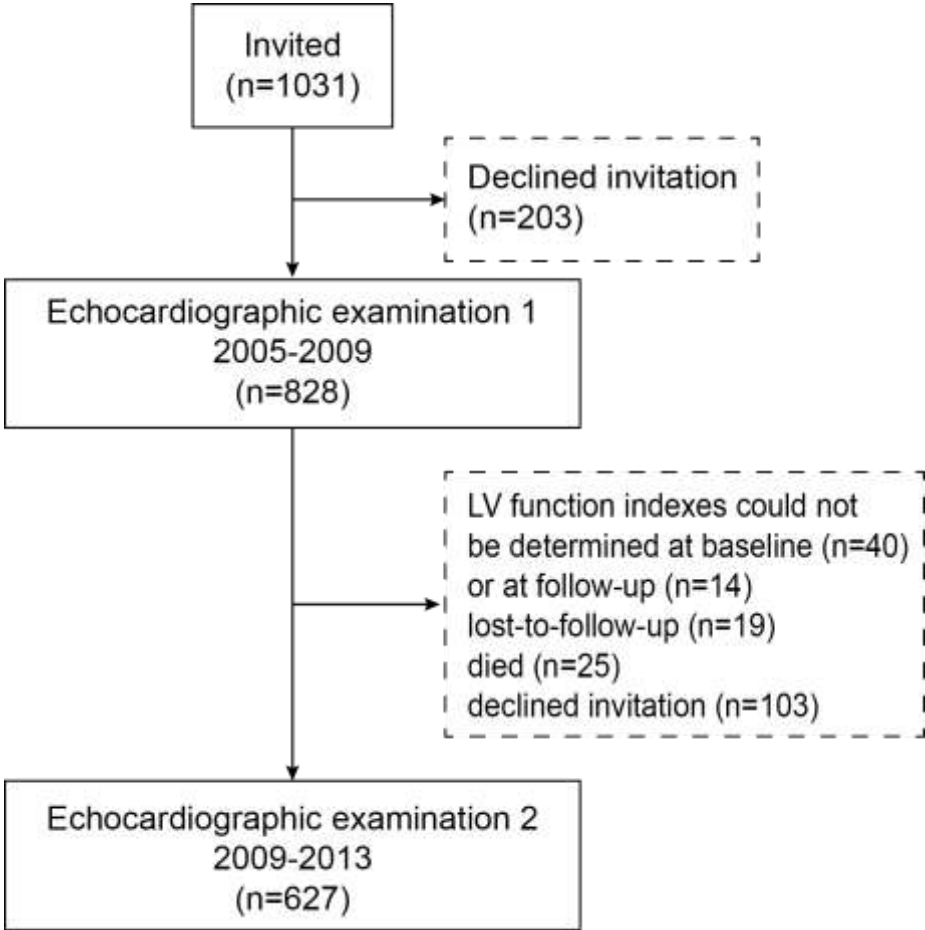 Invited
(n=1031)
Declined invitation
(n=203)
Echocardiographic examination 1
2005-2009
(n=828)
LV function indexes could not
be determined at baseline (n=40)
or at follow-up (n=14)
lost-to-follow-up (n=19)
died (n=25)
declined invitation (n=103)
Echocardiographic examination 2
2009-2013
(n=627)